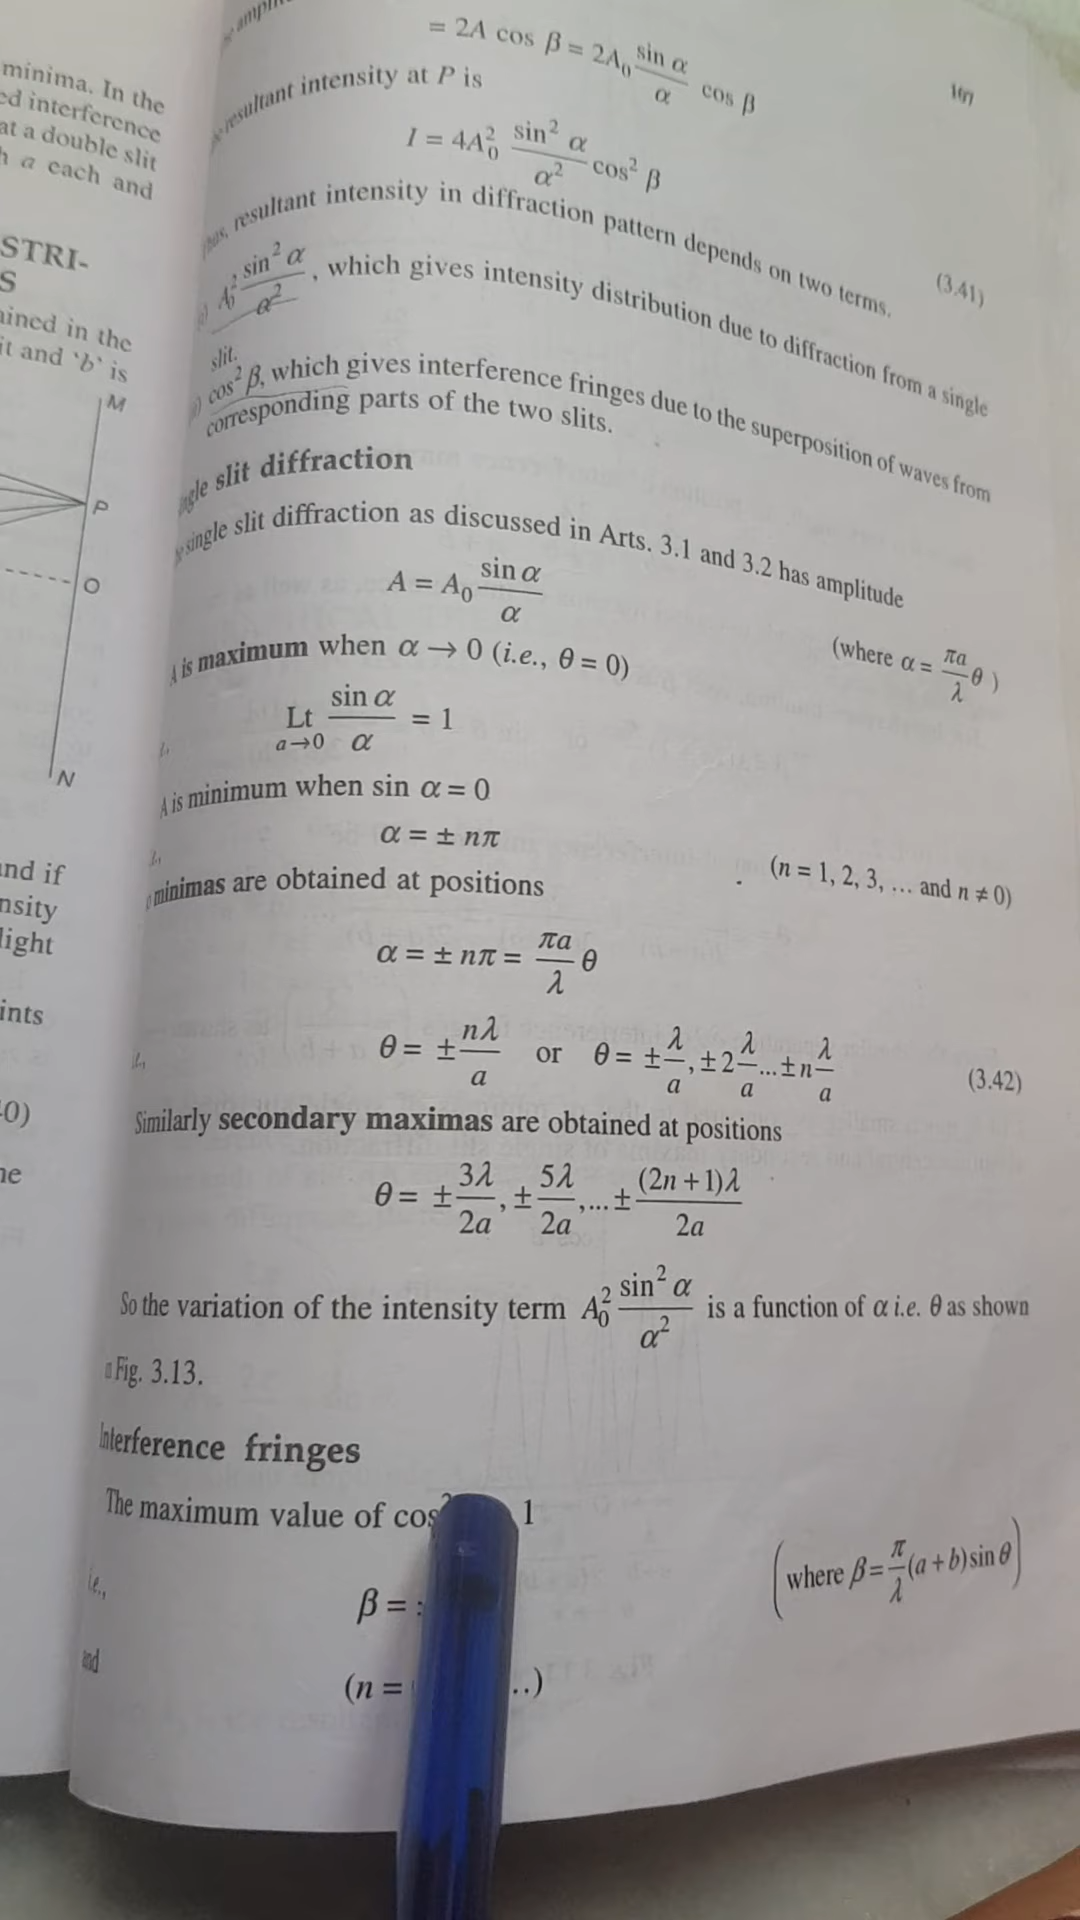 minima. In the
ed interference
at a double slit
h a each and
STRI-
S
ained in the
it and 'b' is
M
P
O
N
nd if
nsity
light
ints
0)
ne
= 2A cos β = 2A₀ sin α / α cos β
resultant intensity at P is
I = 4A₀² sin² α / α² cos² β
(3.41)
resultant intensity in diffraction pattern depends on two terms.
A₀² sin² α / α², which gives intensity distribution due to diffraction from a single
slit.
cos² β, which gives interference fringes due to the superposition of waves from
corresponding parts of the two slits.
slit diffraction
single slit diffraction as discussed in Arts. 3.1 and 3.2 has amplitude
A = A₀ sin α / α
(where α = πa/λ θ)
A is maximum when α → 0 (i.e., θ = 0)
Lt a→0 sin α / α = 1
A is minimum when sin α = 0
α = ± nπ
(n = 1, 2, 3, ... and n ≠ 0)
minimas are obtained at positions
α = ± nπ = πa/λ θ
θ = ± nλ/a or θ = ± λ/a, ± 2 λ/a ... ± n λ/a (3.42)
Similarly secondary maximas are obtained at positions
θ = ± 3λ/2a, ± 5λ/2a, ... ± (2n + 1)λ/2a
So the variation of the intensity term A₀² sin² α / α² is a function of α i.e. θ as shown
Fig. 3.13.
Interference fringes
The maximum value of cos² 1
i.e., β =
(where β = π/λ (a + b) sin θ)
and (n = ..)